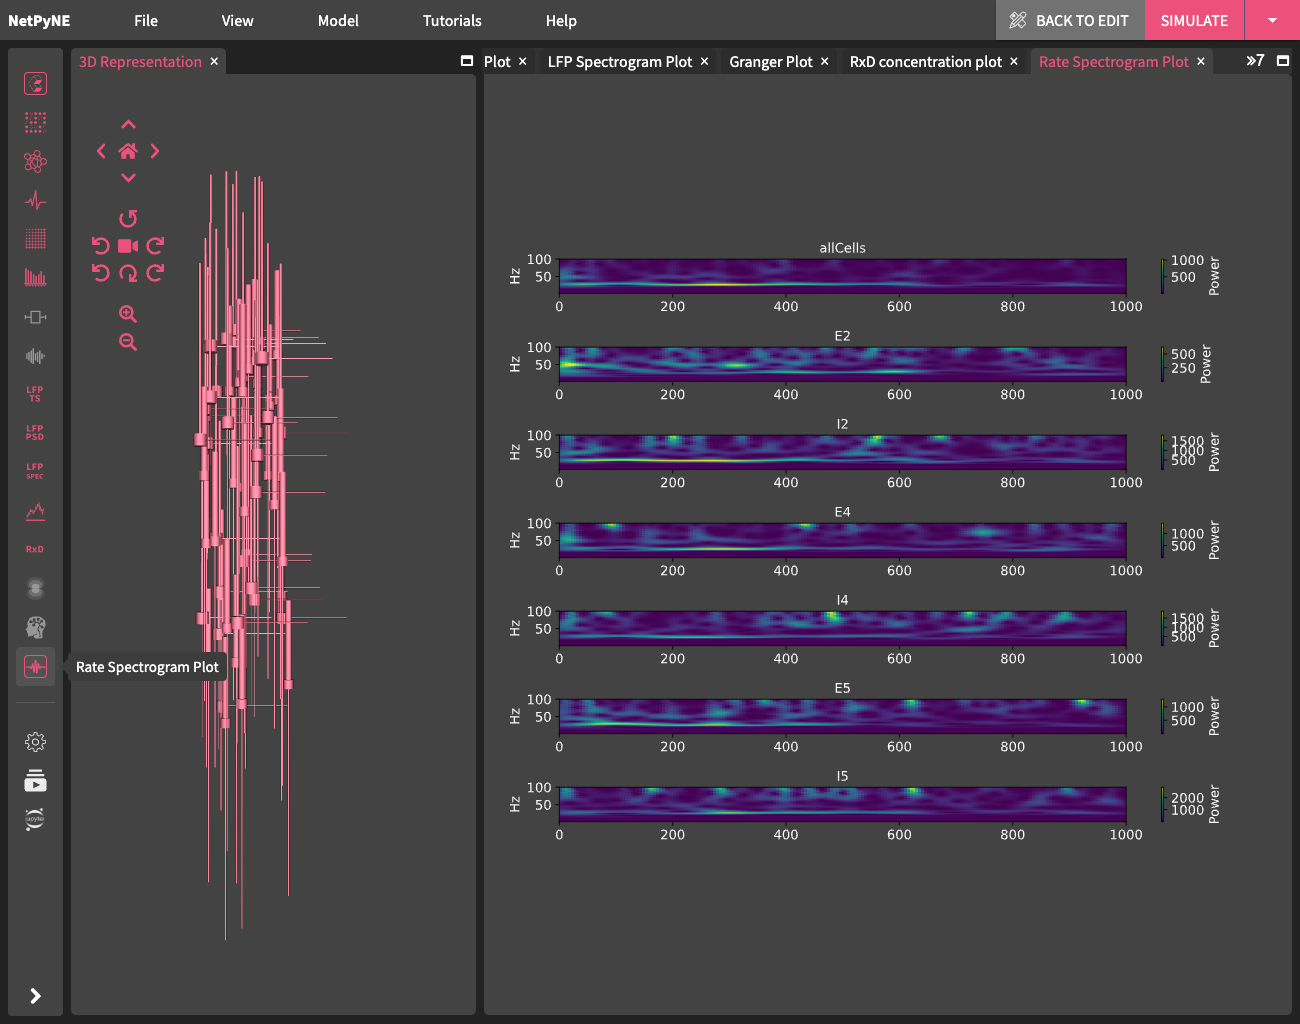 NetPyNE File View Model Tutorials Help BACK TO EDIT SIMULATE
3D Representation ×
Plot × LFP Spectrogram Plot × Granger Plot × RxD concentration plot × Rate Spectrogram Plot × »7
LFP
TS
LFP
PSD
LFP
SPEC
RxD
Rate Spectrogram Plot
jupyter
allCells
100
50
Hz
0 200 400 600 800 1000
1000
500
Power
E2
100
50
Hz
0 200 400 600 800 1000
500
250
Power
I2
100
50
Hz
0 200 400 600 800 1000
1500
1000
500
Power
E4
100
50
Hz
0 200 400 600 800 1000
1000
500
Power
I4
100
50
Hz
0 200 400 600 800 1000
1500
1000
500
Power
E5
100
50
Hz
0 200 400 600 800 1000
1000
500
Power
I5
100
50
Hz
0 200 400 600 800 1000
2000
1000
Power